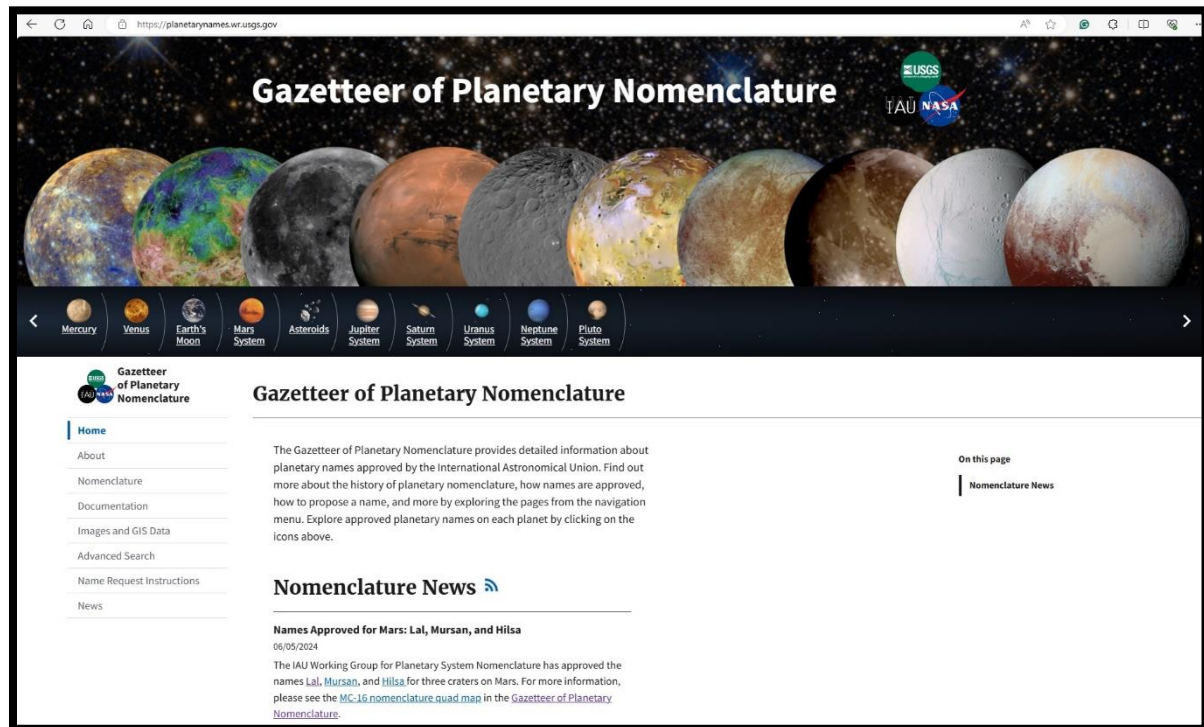 https://planetarynames.wr.usgs.gov
Gazetteer of Planetary Nomenclature
USGS
IAU NASA
Mercury
Venus
Earth's
Moon
Mars
System
Asteroids
Jupiter
System
Saturn
System
Uranus
System
Neptune
System
Pluto
System
USGS
IAU NASA
Gazetteer
of Planetary
Nomenclature
Home
About
Nomenclature
Documentation
Images and GIS Data
Advanced Search
Name Request Instructions
News
Gazetteer of Planetary Nomenclature
The Gazetteer of Planetary Nomenclature provides detailed information about
planetary names approved by the International Astronomical Union. Find out
more about the history of planetary nomenclature, how names are approved,
how to propose a name, and more by exploring the pages from the navigation
menu. Explore approved planetary names on each planet by clicking on the
icons above.
Nomenclature News
Names Approved for Mars: Lal, Mursan, and Hilsa
06/05/2024
The IAU Working Group for Planetary System Nomenclature has approved the
names Lal, Mursan, and Hilsa for three craters on Mars. For more information,
please see the MC-16 nomenclature quad map in the Gazetteer of Planetary
Nomenclature.
On this page
Nomenclature News